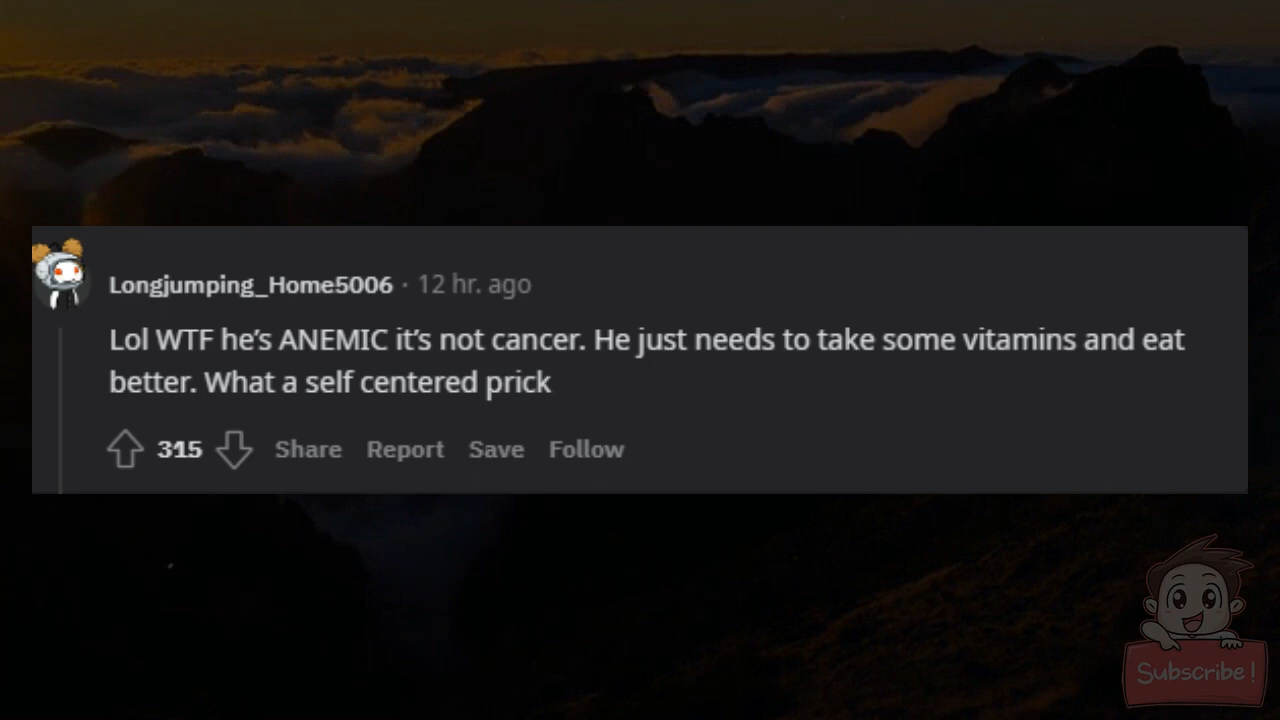 Longjumping_Home5006 · 12 hr. ago
Lol WTF he's ANEMIC it's not cancer. He just needs to take some vitamins and eat
better. What a self centered prick
315 Share Report Save Follow
Subscribe!